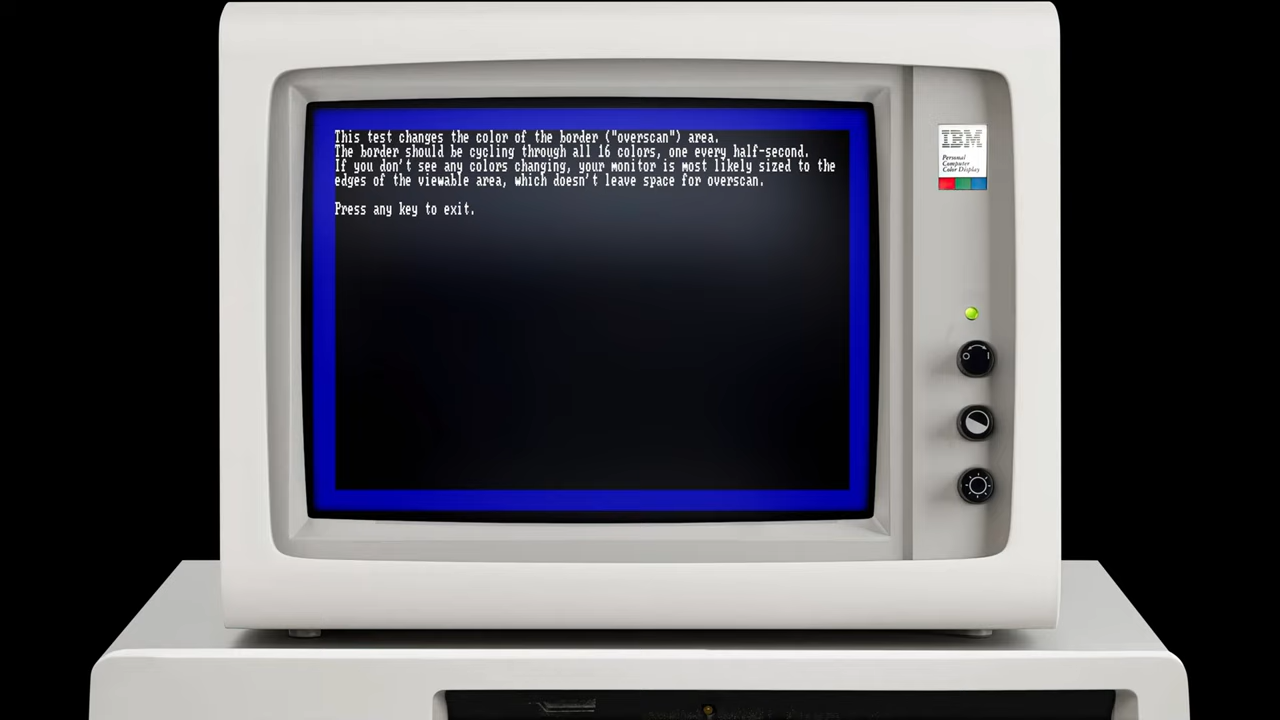 This test changes the color of the border ("overscan") area.
The border should be cycling through all 16 colors, one every half-second.
If you don't see any colors changing, your monitor is most likely sized to the
edges of the viewable area, which doesn't leave space for overscan.
Press any key to exit.
IBM
Personal
Computer
Color Display